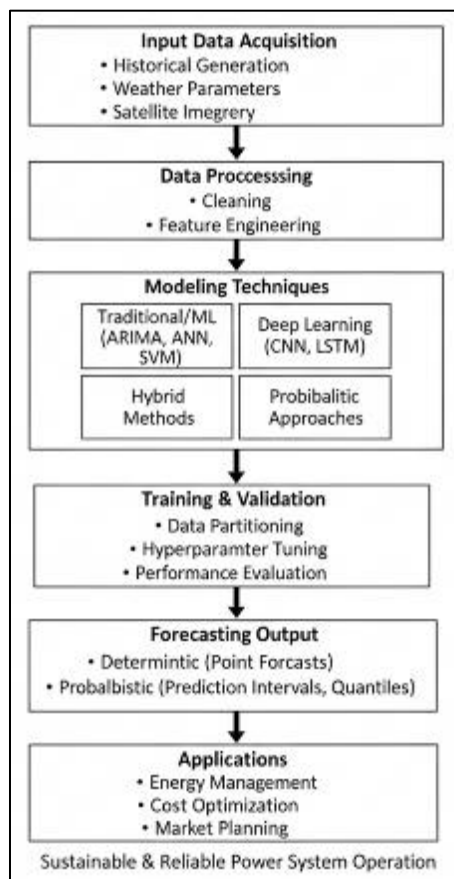 Input Data Acquisition
• Historical Generation
• Weather Parameters
• Satellite Imegrery
Data Proccesssing
• Cleaning
• Feature Engineering
Modeling Techniques
Traditional/ML
(ARIMA, ANN,
SVM)
Deep Learning
(CNN, LSTM)
Hybrid
Methods
Probibalitic
Approaches
Training & Validation
• Data Partitioning
• Hyperparamter Tuning
• Performance Evaluation
Forecasting Output
• Determintic (Point Forcasts)
• Probalbistic (Prediction Intervals, Quantiles)
Applications
• Energy Management
• Cost Optimization
• Market Planning
Sustainable & Reliable Power System Operation